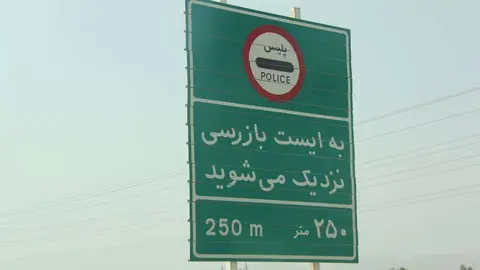 پلیس
POLICE
به ایست بازرسی
نزدیک می‌شوید
250 m ۲۵۰ متر